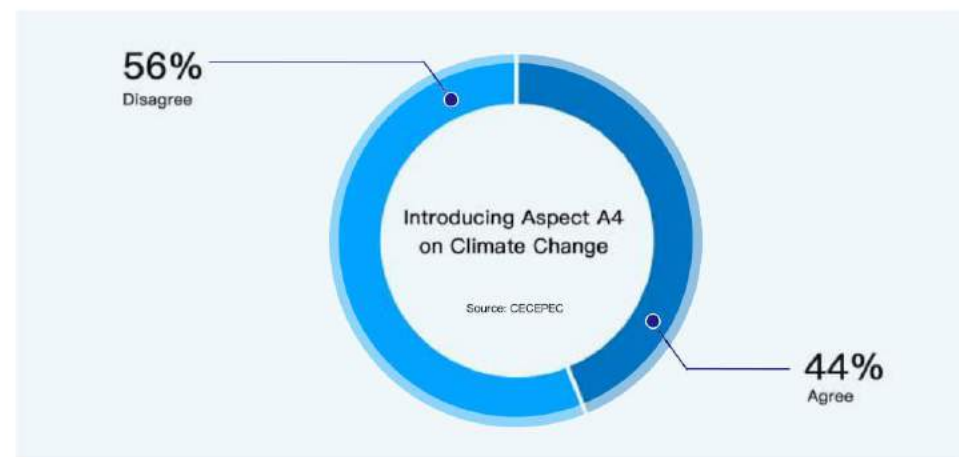 56%
Disagree
Introducing Aspect A4
on Climate Change
Source: CECEPEC
44%
Agree